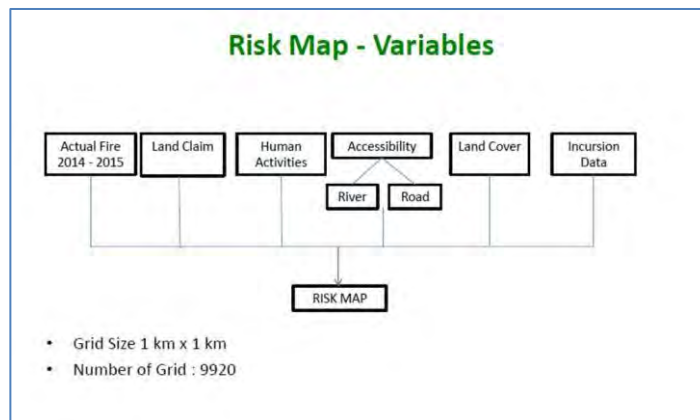 Risk Map - Variables
Actual Fire
2014 - 2015
Land Claim
Human
Activities
Accessibility
Land Cover
Incursion
Data
River
Road
RISK MAP
• Grid Size 1 km x 1 km
• Number of Grid : 9920